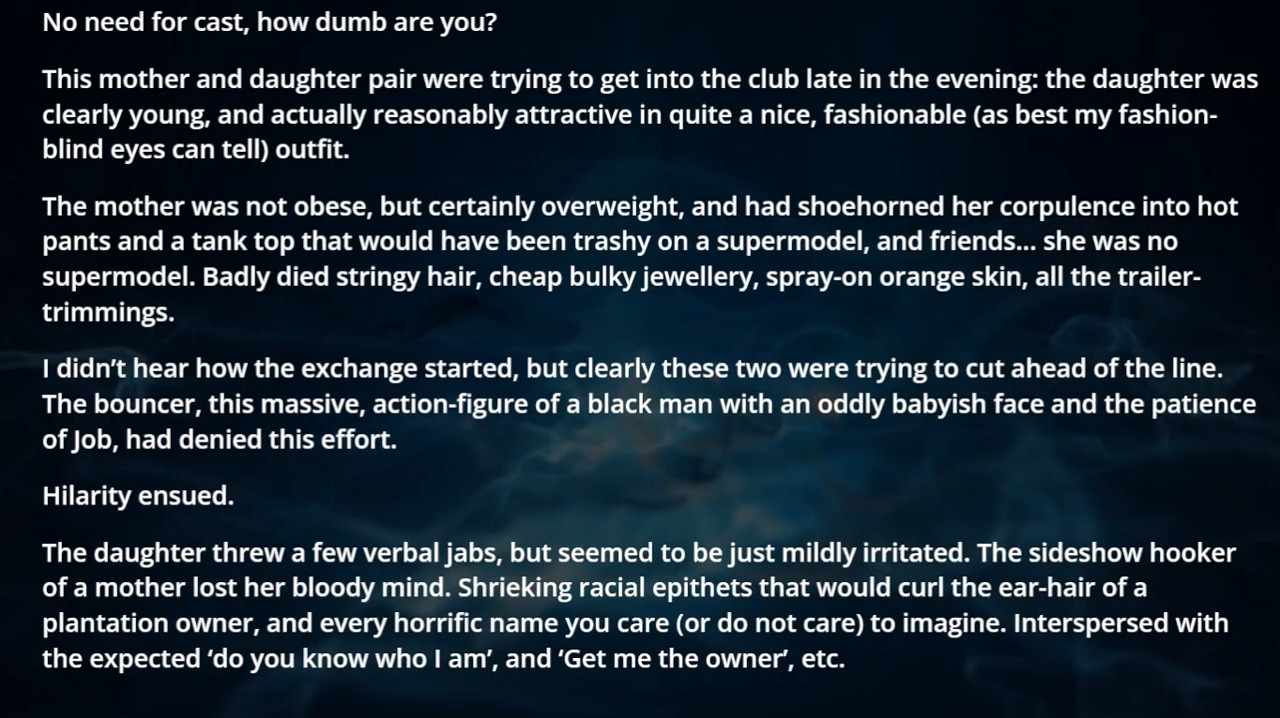 No need for cast, how dumb are you?
This mother and daughter pair were trying to get into the club late in the evening: the daughter was
clearly young, and actually reasonably attractive in quite a nice, fashionable (as best my fashion-
blind eyes can tell) outfit.
The mother was not obese, but certainly overweight, and had shoehorned her corpulence into hot
pants and a tank top that would have been trashy on a supermodel, and friends... she was no
supermodel. Badly died stringy hair, cheap bulky jewellery, spray-on orange skin, all the trailer-
trimmings.
I didn’t hear how the exchange started, but clearly these two were trying to cut ahead of the line.
The bouncer, this massive, action-figure of a black man with an oddly babyish face and the patience
of Job, had denied this effort.
Hilarity ensued.
The daughter threw a few verbal jabs, but seemed to be just mildly irritated. The sideshow hooker
of a mother lost her bloody mind. Shrieking racial epithets that would curl the ear-hair of a
plantation owner, and every horrific name you care (or do not care) to imagine. Interspersed with
the expected ‘do you know who I am’, and ‘Get me the owner’, etc.